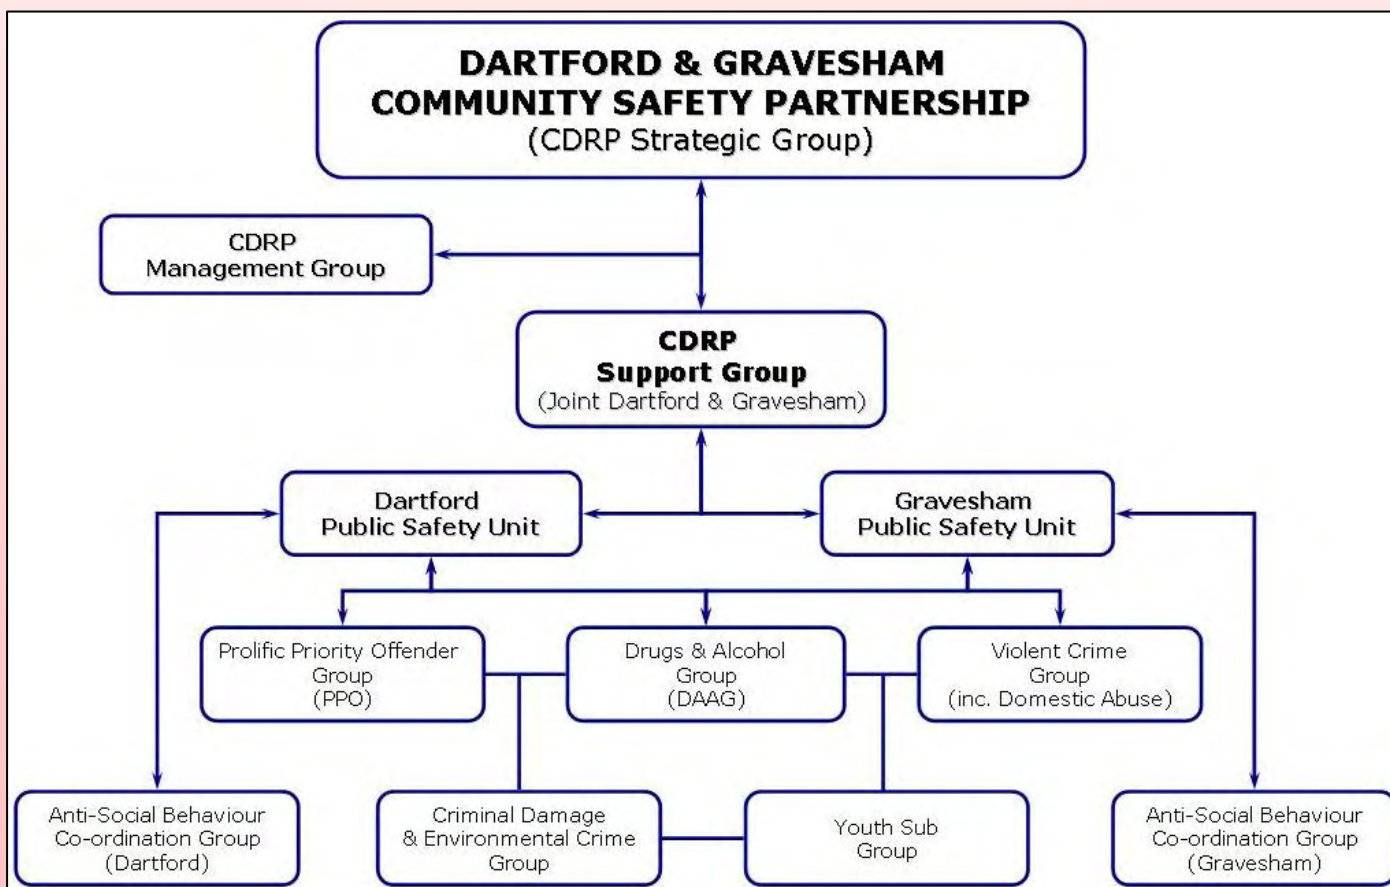 DARTFORD & GRAVESHAM
COMMUNITY SAFETY PARTNERSHIP
(CDRP Strategic Group)
CDRP
Management Group
CDRP
Support Group
(Joint Dartford & Gravesham)
Dartford
Public Safety Unit
Gravesham
Public Safety Unit
Prolific Priority Offender
Group
(PPO)
Drugs & Alcohol
Group
(DAAG)
Violent Crime
Group
(inc. Domestic Abuse)
Anti-Social Behaviour
Co-ordination Group
(Dartford)
Criminal Damage
& Environmental Crime
Group
Youth Sub
Group
Anti-Social Behaviour
Co-ordination Group
(Gravesham)